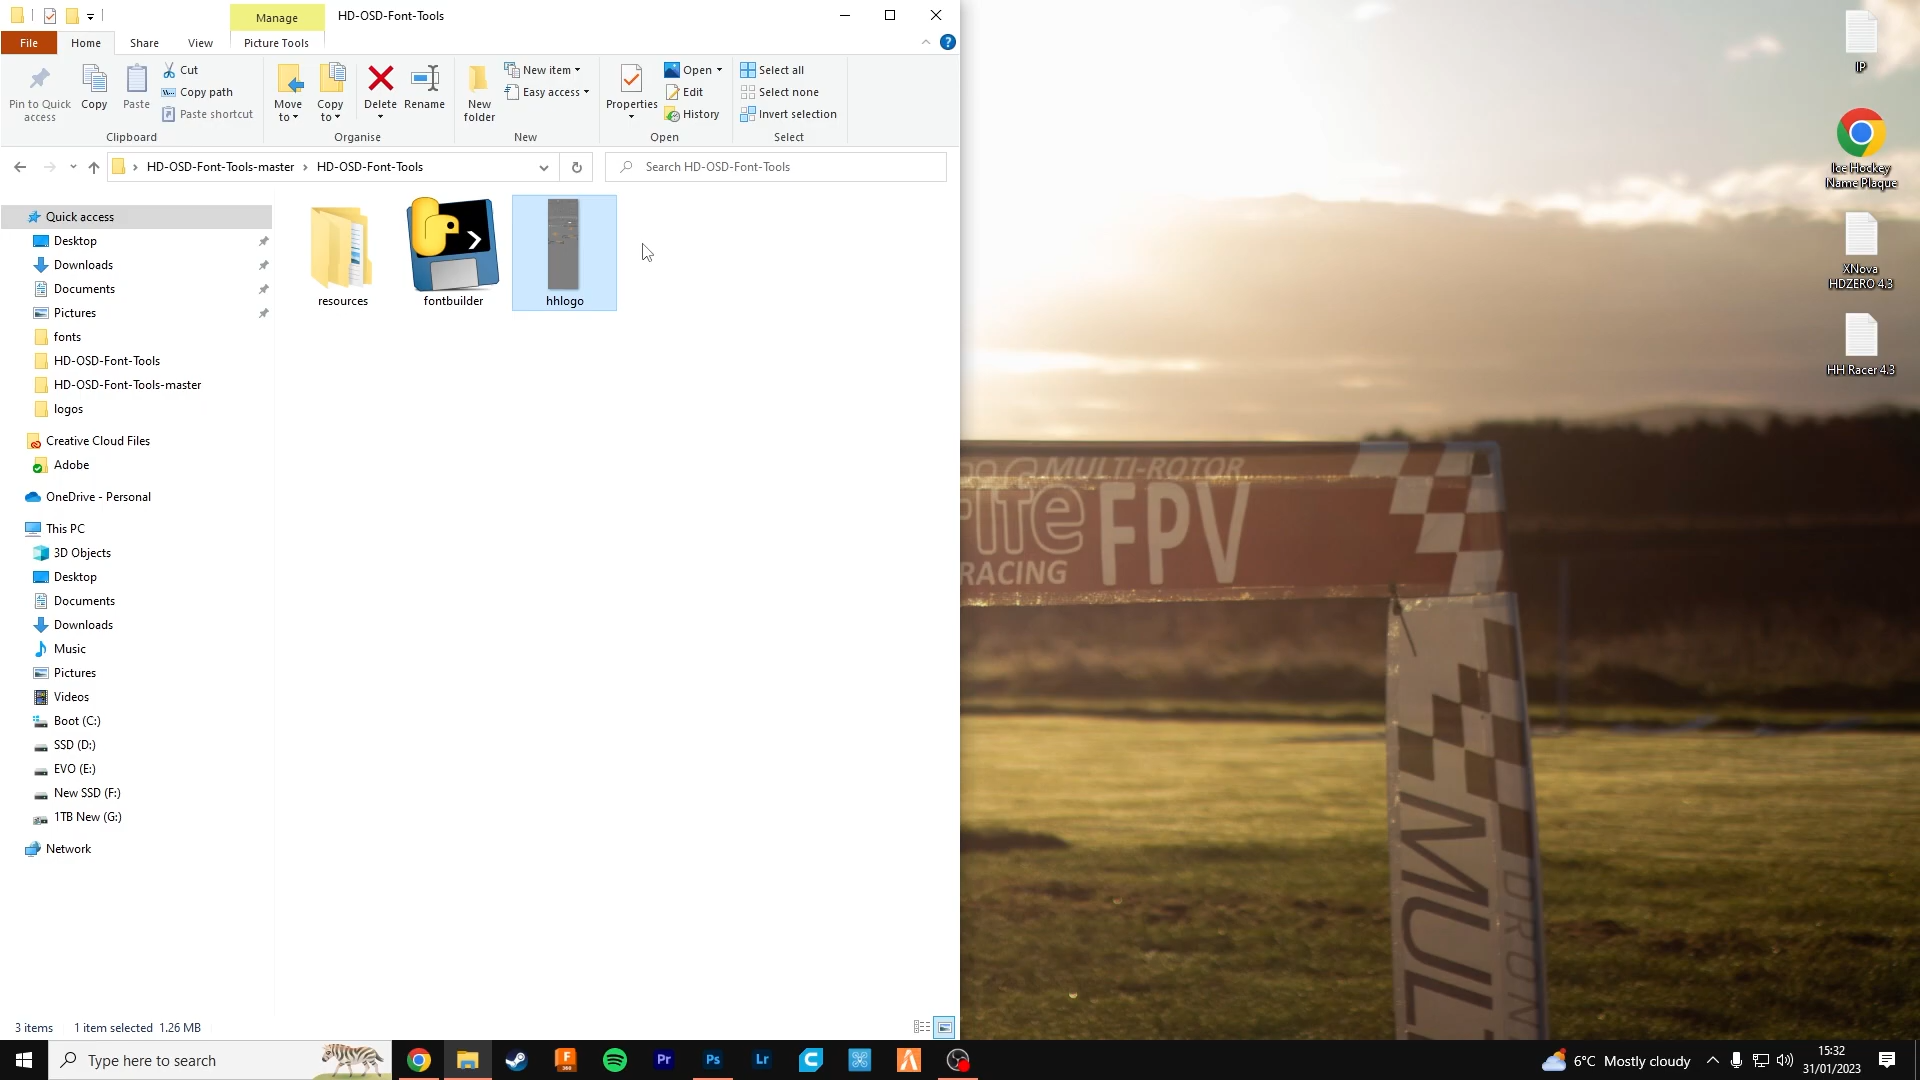 Manage
HD-OSD-Font-Tools
File
Home
Share
View
Picture Tools
Pin to Quick access
Copy
Paste
Cut
Copy path
Paste shortcut
Clipboard
Move to
Copy to
Delete
Rename
Organise
New folder
New item
Easy access
New
Properties
Open
Edit
History
Open
Select all
Select none
Invert selection
Select
HD-OSD-Font-Tools-master
HD-OSD-Font-Tools
Search HD-OSD-Font-Tools
Quick access
Desktop
Downloads
Documents
Pictures
fonts
HD-OSD-Font-Tools
HD-OSD-Font-Tools-master
logos
Creative Cloud Files
Adobe
OneDrive - Personal
This PC
3D Objects
Desktop
Documents
Downloads
Music
Pictures
Videos
Boot (C:)
SSD (D:)
EVO (E:)
New SSD (F:)
1TB New (G:)
Network
resources
fontbuilder
hhlogo
3 items
1 item selected 1.26 MB
IP
Ice Hockey
Name Plaque
XNova
HDZERO 4.3
HH Racer 4.3
MULTI-ROTOR
FPV
RACING
MUL
Type here to search
F
360
Pr
Ps
Lr
6°C Mostly cloudy
15:32
31/01/2023